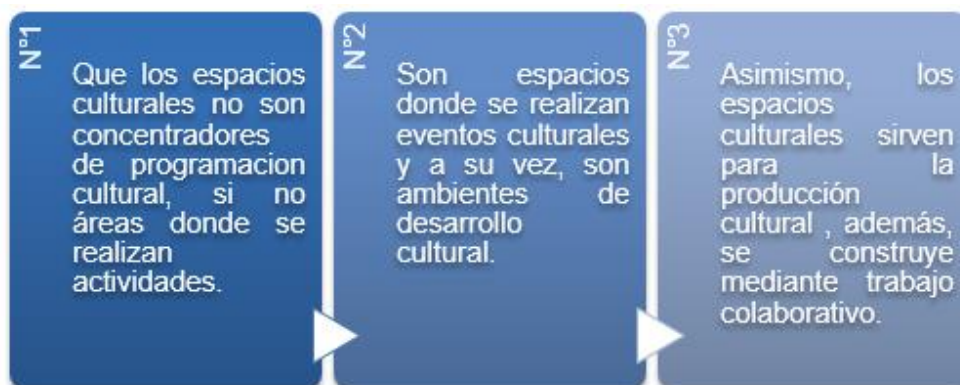 N°1
Que los espacios
culturales no son
concentradores
de programacion
cultural, si no
áreas donde se
realizan
actividades.
N°2
Son espacios
donde se realizan
eventos culturales
y a su vez, son
ambientes de
desarrollo
cultural.
N°3
Asimismo, los
espacios
culturales sirven
para la
producción
cultural , además,
se construye
mediante trabajo
colaborativo.